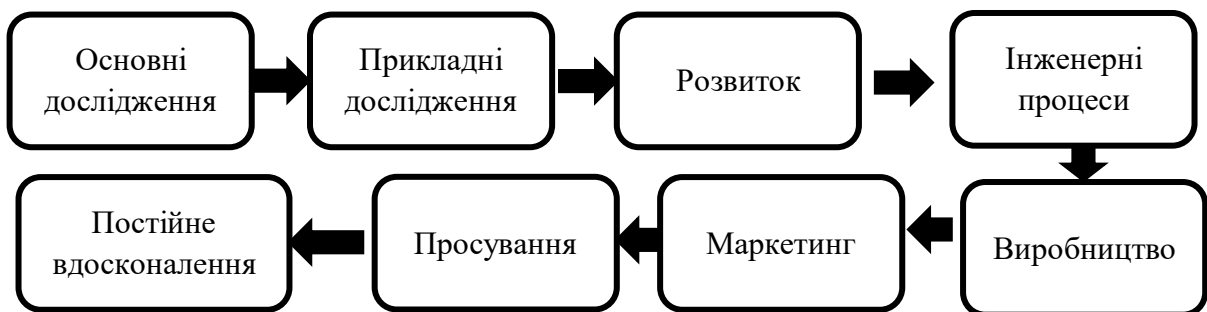 Основні
дослідження
Прикладні
дослідження
Розвиток
Інженерні
процеси
Виробництво
Маркетинг
Просування
Постійне
вдосконалення